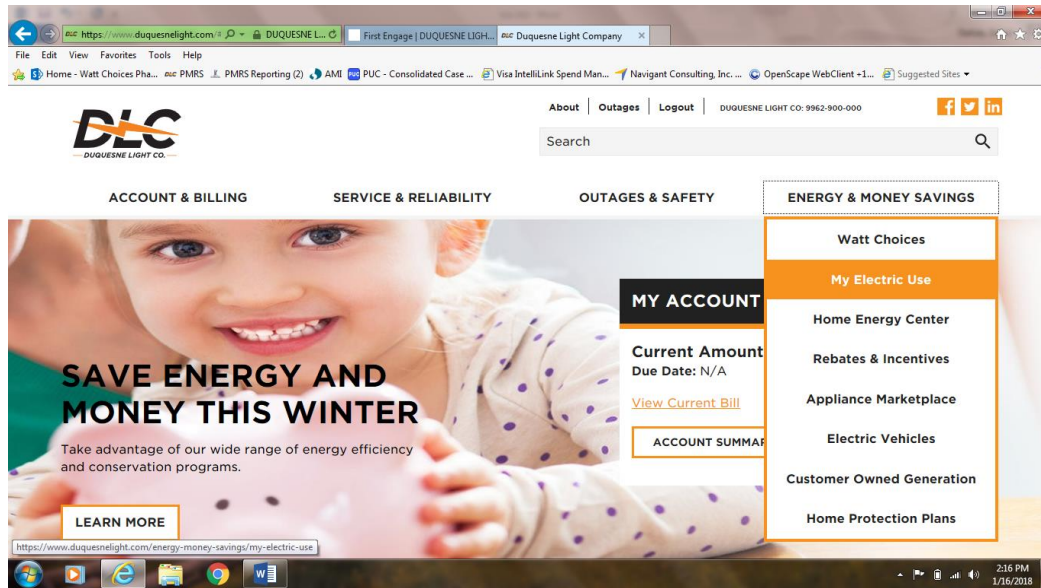 https://www.duquesnelight.com/
DUQUESNE L...
First Engage | DUQUESNE LIGH...
DLC Duquesne Light Company
File Edit View Favorites Tools Help
Home - Watt Choices Pha...
DLC PMRS
PMRS Reporting (2)
AMI
PUC PUC - Consolidated Case ...
Visa IntelliLink Spend Man...
Navigant Consulting, Inc. ...
OpenScape WebClient +1...
Suggested Sites
About | Outages | Logout | DUQUESNE LIGHT CO: 9962-900-000
DLC
DUQUESNE LIGHT CO.
Search
ACCOUNT & BILLING
SERVICE & RELIABILITY
OUTAGES & SAFETY
ENERGY & MONEY SAVINGS
Watt Choices
My Electric Use
Home Energy Center
Rebates & Incentives
Appliance Marketplace
Electric Vehicles
Customer Owned Generation
Home Protection Plans
MY ACCOUNT
Current Amount
Due Date: N/A
View Current Bill
ACCOUNT SUMMAR
SAVE ENERGY AND
MONEY THIS WINTER
Take advantage of our wide range of energy efficiency
and conservation programs.
LEARN MORE
https://www.duquesnelight.com/energy-money-savings/my-electric-use
2:16 PM
1/16/2018